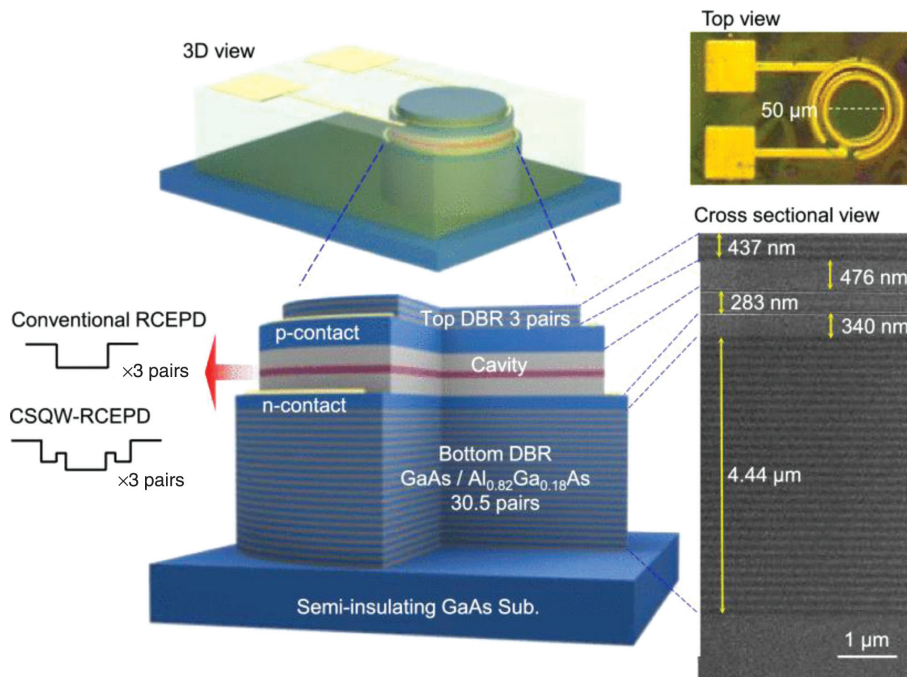 3D view
Top view
50 μm
Cross sectional view
437 nm
476 nm
283 nm
340 nm
4.44 μm
1 μm
Conventional RCEPD
×3 pairs
CSQW-RCEPD
×3 pairs
Top DBR 3 pairs
p-contact
Cavity
n-contact
Bottom DBR
GaAs / Al₀.₈₂Ga₀.₁₈As
30.5 pairs
Semi-insulating GaAs Sub.